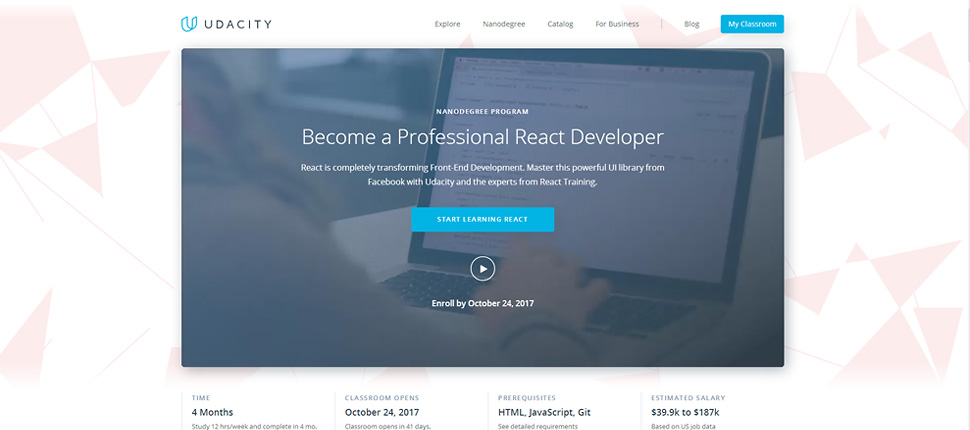 UDACITY
Explore
Nanodegree
Catalog
For Business
Blog
My Classroom
NANODEGREE PROGRAM
Become a Professional React Developer
React is completely transforming Front-End Development. Master this powerful UI library from
Facebook with Udacity and the experts from React Training.
START LEARNING REACT
Enroll by October 24, 2017
TIME
4 Months
Study 12 hrs/week and complete in 4 mo.
CLASSROOM OPENS
October 24, 2017
Classroom opens in 41 days.
PREREQUISITES
HTML, JavaScript, Git
See detailed requirements
ESTIMATED SALARY
$39.9k to $187k
Based on US job data